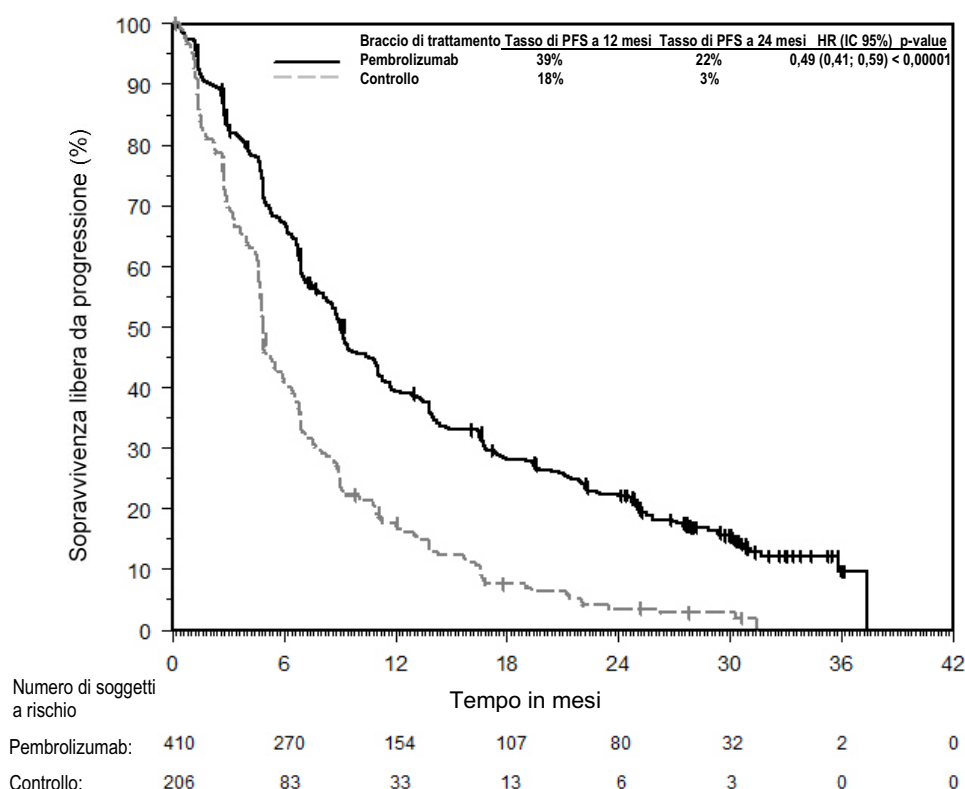 Braccio di trattamento Tasso di PFS a 12 mesi Tasso di PFS a 24 mesi HR (IC 95%) p-value
Pembrolizumab 39% 22% 0,49 (0,41; 0,59) < 0,00001
Controllo 18% 3%
Sopravvivenza libera da progressione (%)
100
90
80
70
60
50
40
30
20
10
0
0 6 12 18 24 30 36 42
Tempo in mesi
Numero di soggetti
a rischio
Pembrolizumab: 410 270 154 107 80 32 2 0
Controllo: 206 83 33 13 6 3 0 0